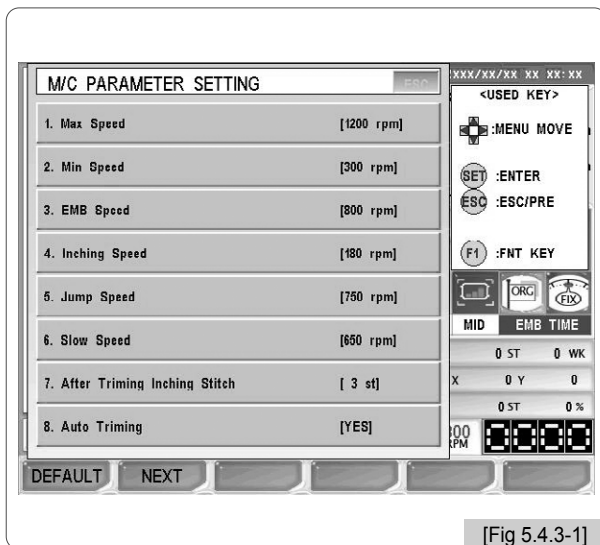 M/C PARAMETER SETTING
ESC
1. Max Speed [1200 rpm]
2. Min Speed [300 rpm]
3. EMB Speed [800 rpm]
4. Inching Speed [180 rpm]
5. Jump Speed [750 rpm]
6. Slow Speed [650 rpm]
7. After Triming Inching Stitch [ 3 st]
8. Auto Triming [YES]
XXX/XX/XX XX XX:XX
<USED KEY>
:MENU MOVE
SET :ENTER
ESC :ESC/PRE
F1 :FNT KEY
ORG FIX
MID EMB TIME
0 ST 0 WK
X 0 Y 0
0 ST 0 %
RPM
DEFAULT NEXT
[Fig 5.4.3-1]